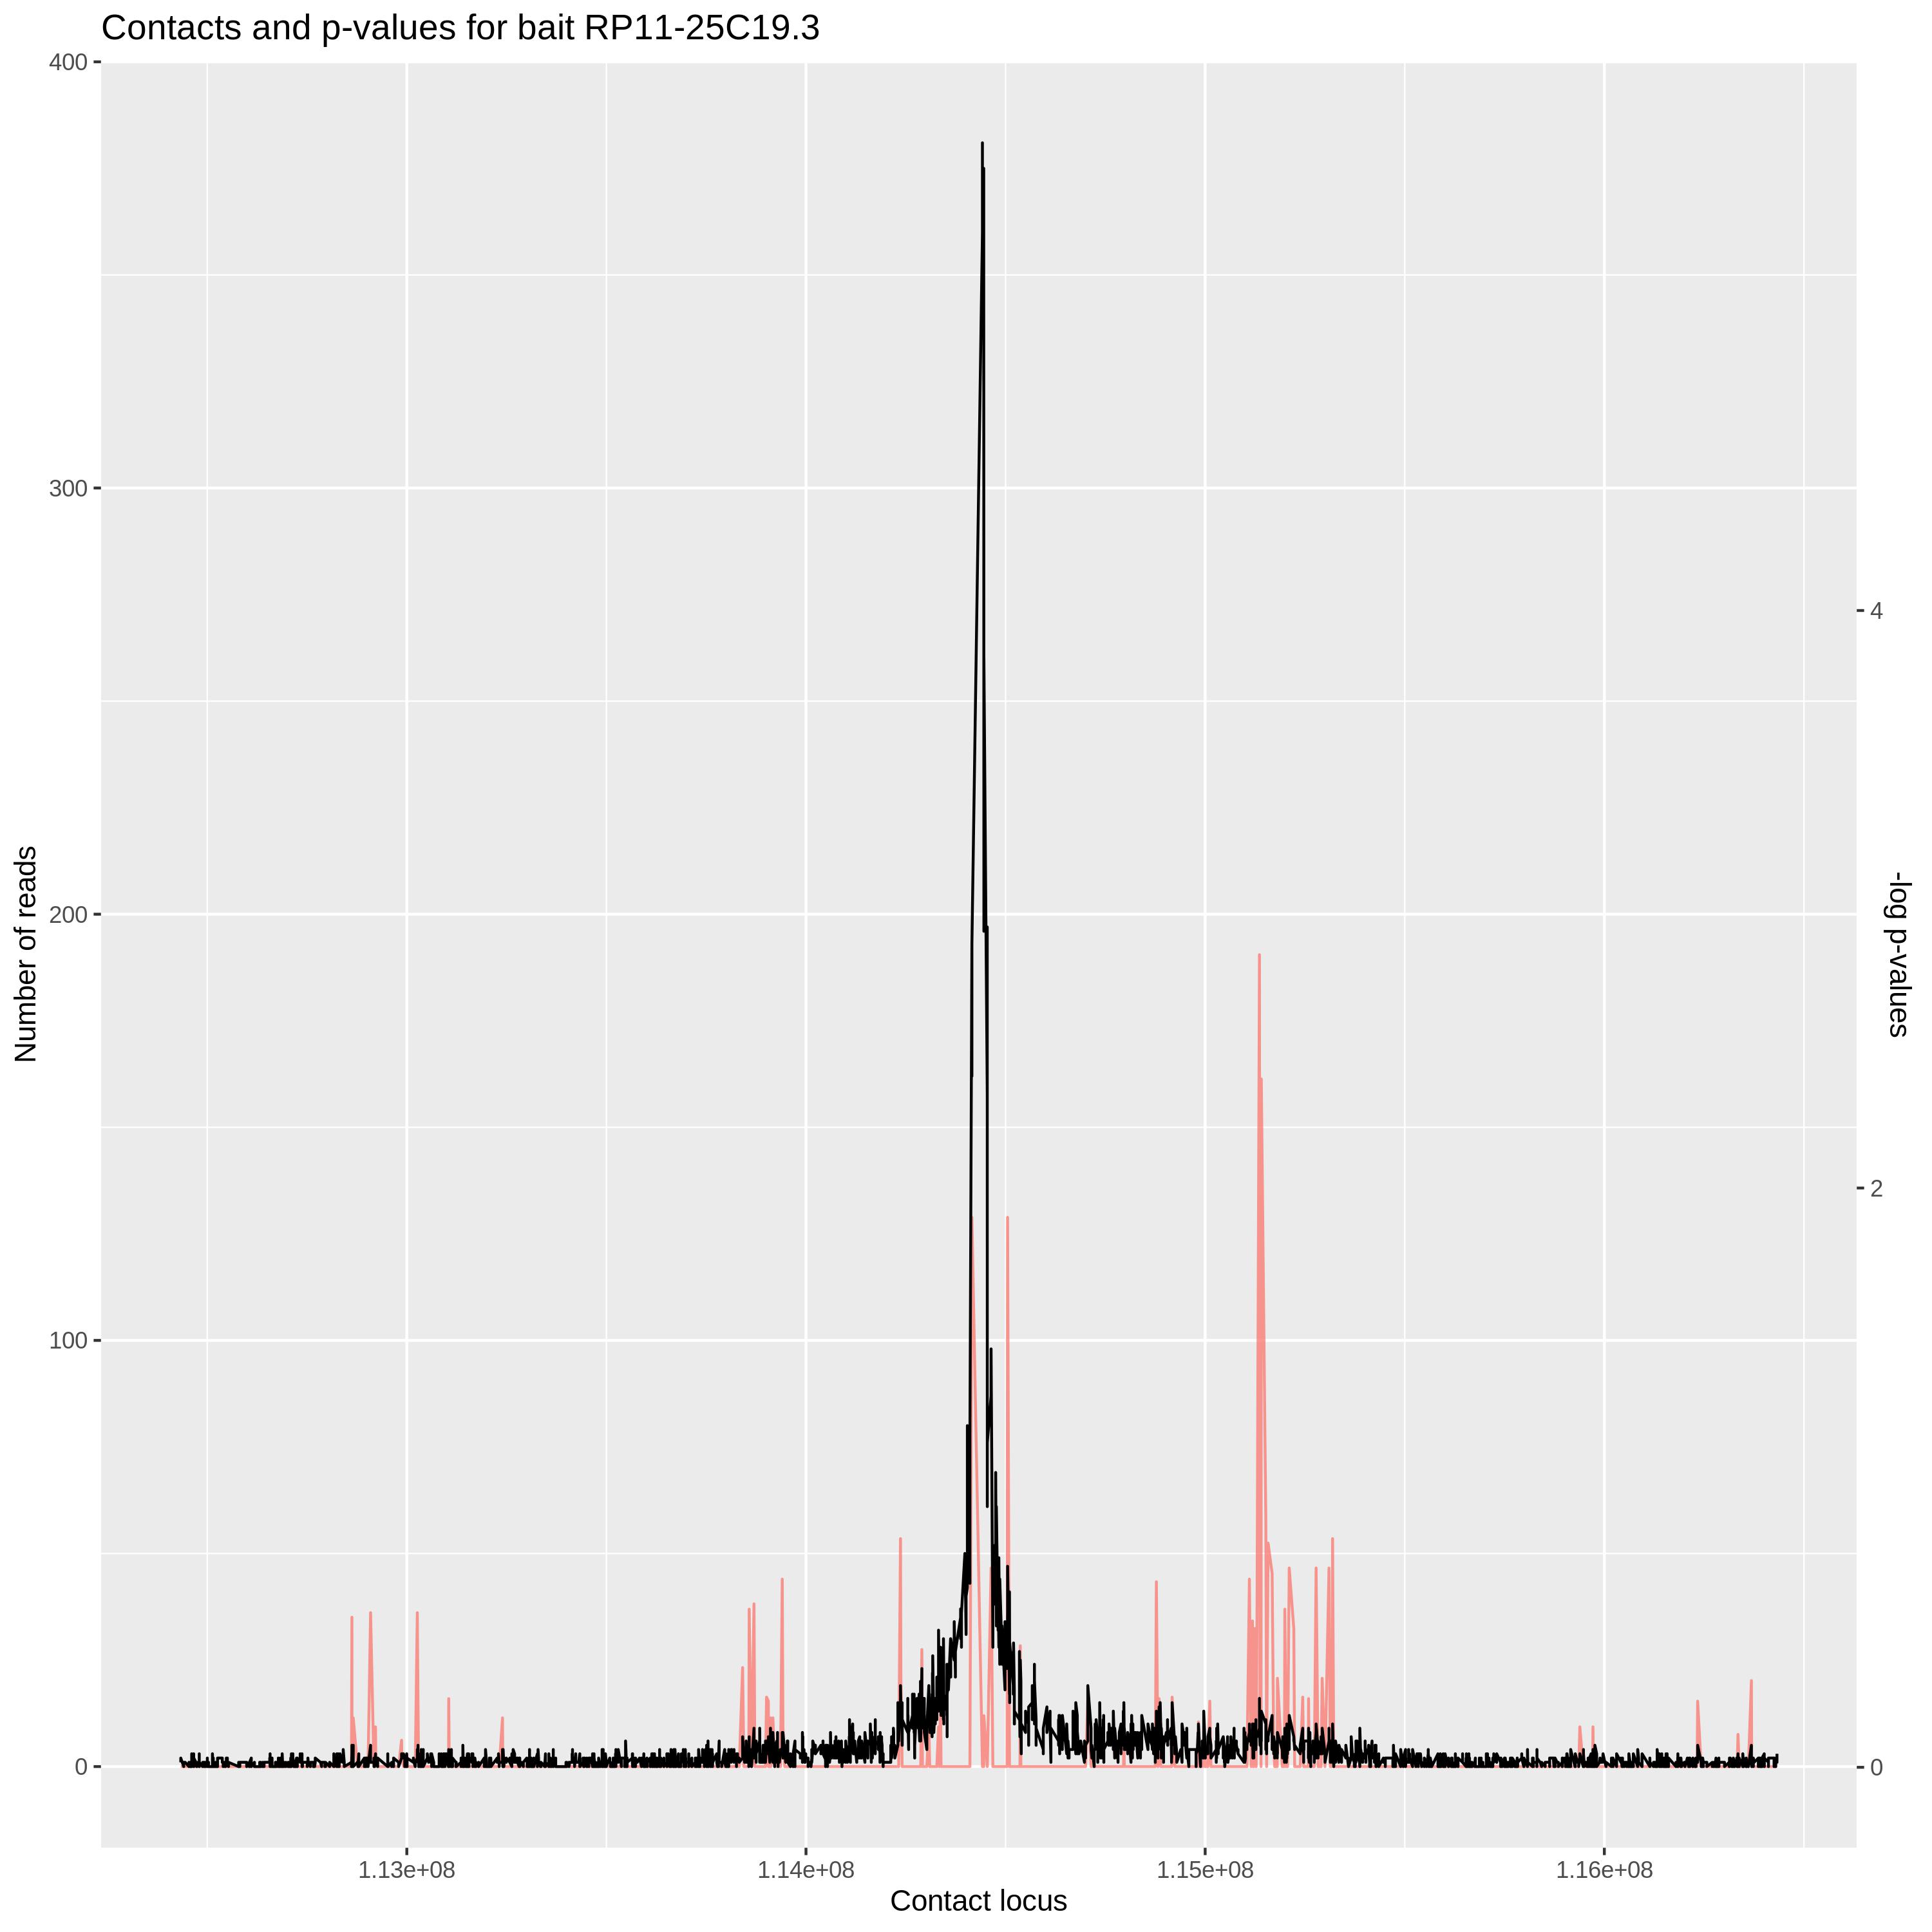 Contacts and p-values for bait RP11-25C19.3
400
300
200
100
0
Number of reads
4
2
0
-log p-values
1.13e+08
1.14e+08
1.15e+08
1.16e+08
Contact locus